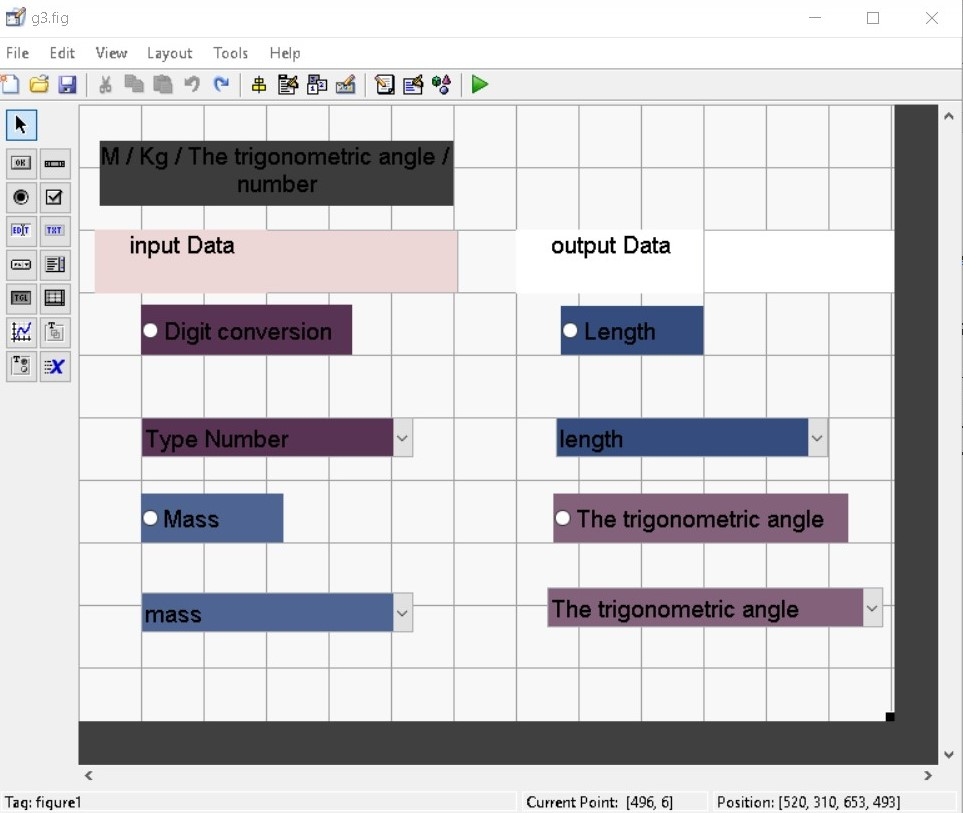 g3.fig
File Edit View Layout Tools Help
OK
EDIT TXT
TGL
M / Kg / The trigonometric angle /
number
input Data
output Data
Digit conversion
Length
Type Number
length
Mass
The trigonometric angle
mass
The trigonometric angle
Tag: figure1
Current Point: [496, 6]
Position: [520, 310, 653, 493]